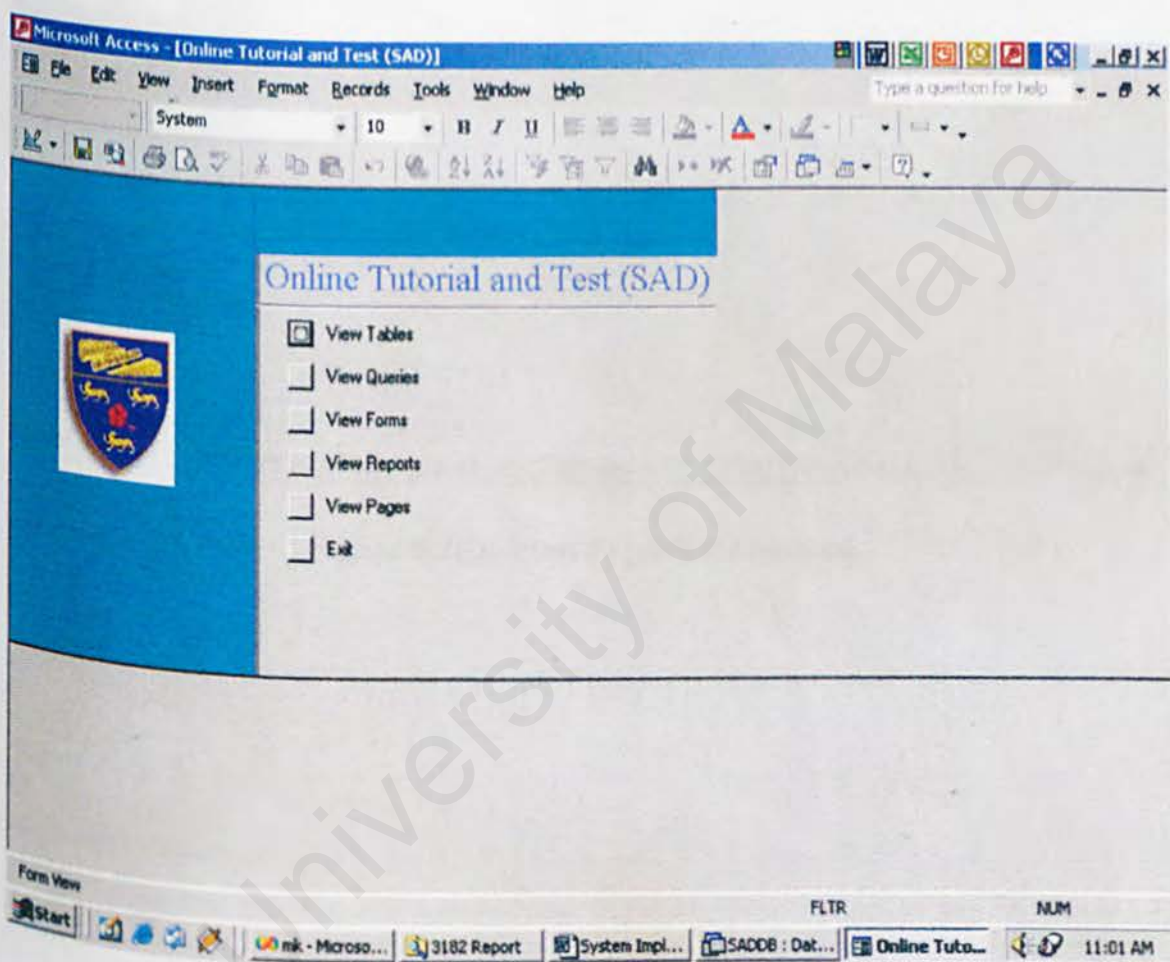 Microsoft Access - [Online Tutorial and Test (SAD)]
File Edit View Insert Format Records Tools Window Help Type a question for help
System 10 B I U
Online Tutorial and Test (SAD)
View Tables
View Queries
View Forms
View Reports
View Pages
Exit
Form View
FLTR NUM
Start mk - Microso... 3182 Report System Impl... SADDB : Dat... Online Tuto... 11:01 AM
University of Malaya